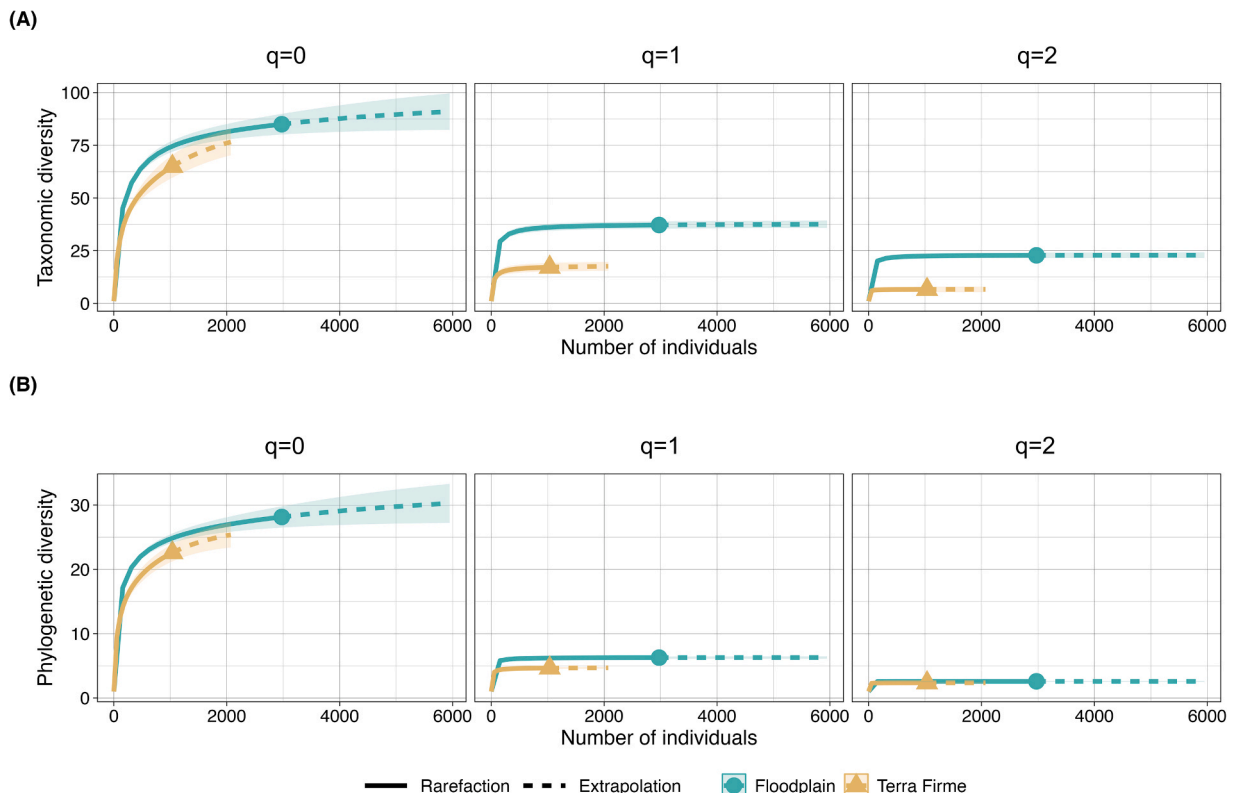 (A)
q=0 q=1 q=2
Taxonomic diversity
100
75
50
25
0
0 2000 4000 6000 0 2000 4000 6000 0 2000 4000 6000
Number of individuals
(B)
q=0 q=1 q=2
Phylogenetic diversity
30
20
10
0
0 2000 4000 6000 0 2000 4000 6000 0 2000 4000 6000
Number of individuals
Rarefaction Extrapolation Floodplain Terra Firme